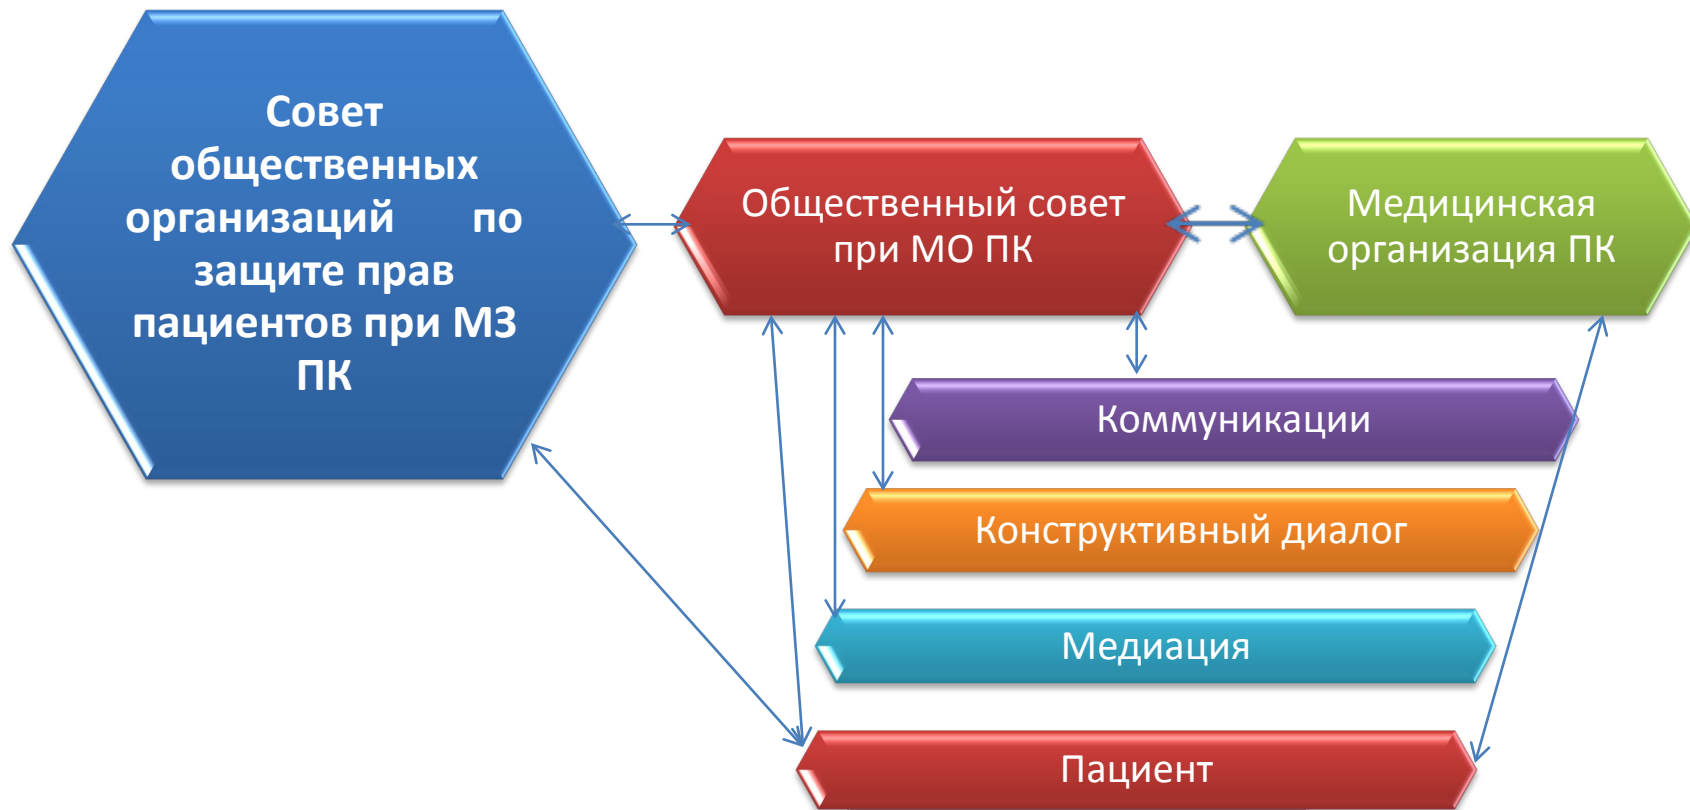 Совет
общественных
организаций по
защите прав
пациентов при МЗ
ПК
Общественный совет
при МО ПК
Медицинская
организация ПК
Коммуникации
Конструктивный диалог
Медиация
Пациент